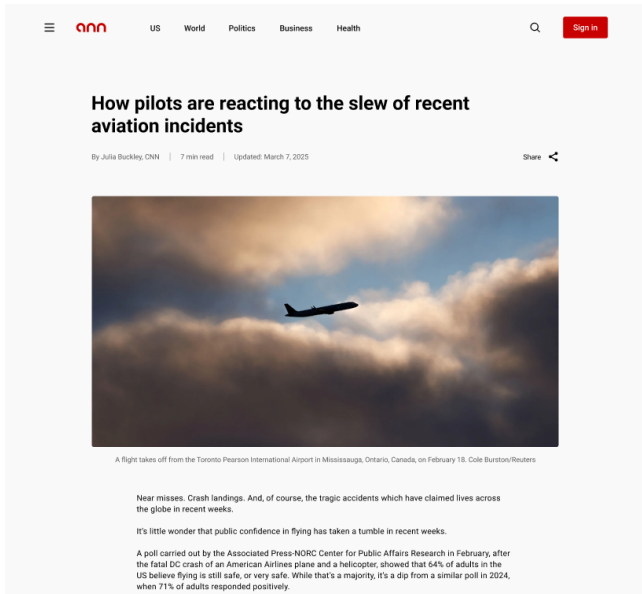 ann
US World Politics Business Health
Sign in
How pilots are reacting to the slew of recent
aviation incidents
By Julia Buckley, CNN | 7 min read | Updated: March 7, 2025
Share
A flight takes off from the Toronto Pearson International Airport in Mississauga, Ontario, Canada, on February 18. Cole Burston/Reuters
Near misses. Crash landings. And, of course, the tragic accidents which have claimed lives across
the globe in recent weeks.
It's little wonder that public confidence in flying has taken a tumble in recent weeks.
A poll carried out by the Associated Press-NORC Center for Public Affairs Research in February, after
the fatal DC crash of an American Airlines plane and a helicopter, showed that 64% of adults in the
US believe flying is still safe, or very safe. While that's a majority, it's a dip from a similar poll in 2024,
when 71% of adults responded positively.